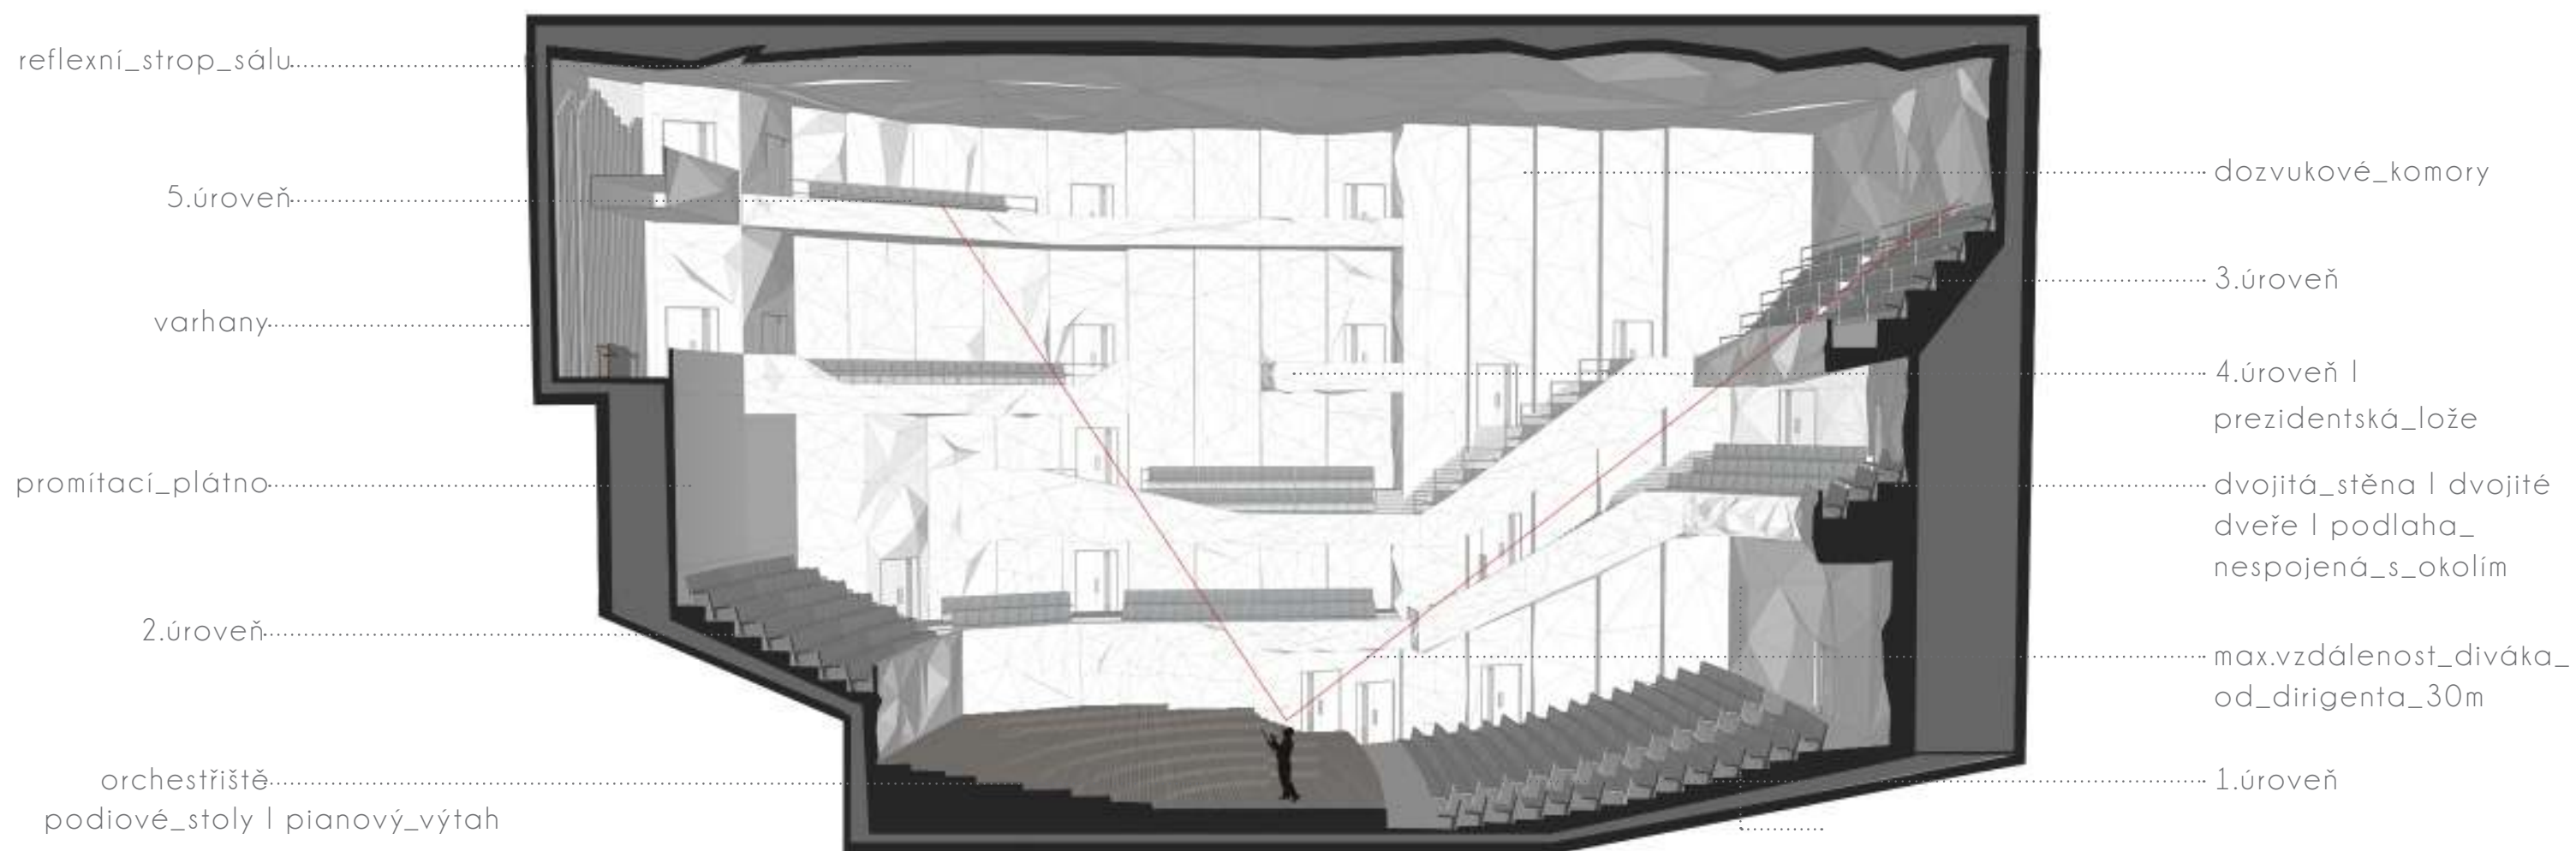 reflexní_strop_sálu
5.úroveň
varhany
promítací_plátno
2.úroveň
orchestřiště
podiové_stoly I pianový_výtah
dozvukové_komory
3.úroveň
4.úroveň I
prezidentská_lože
dvojitá_stěna I dvojité
dveře I podlaha_
nespojená_s_okolím
max.vzdálenost_diváka_
od_dirigenta_30m
1.úroveň